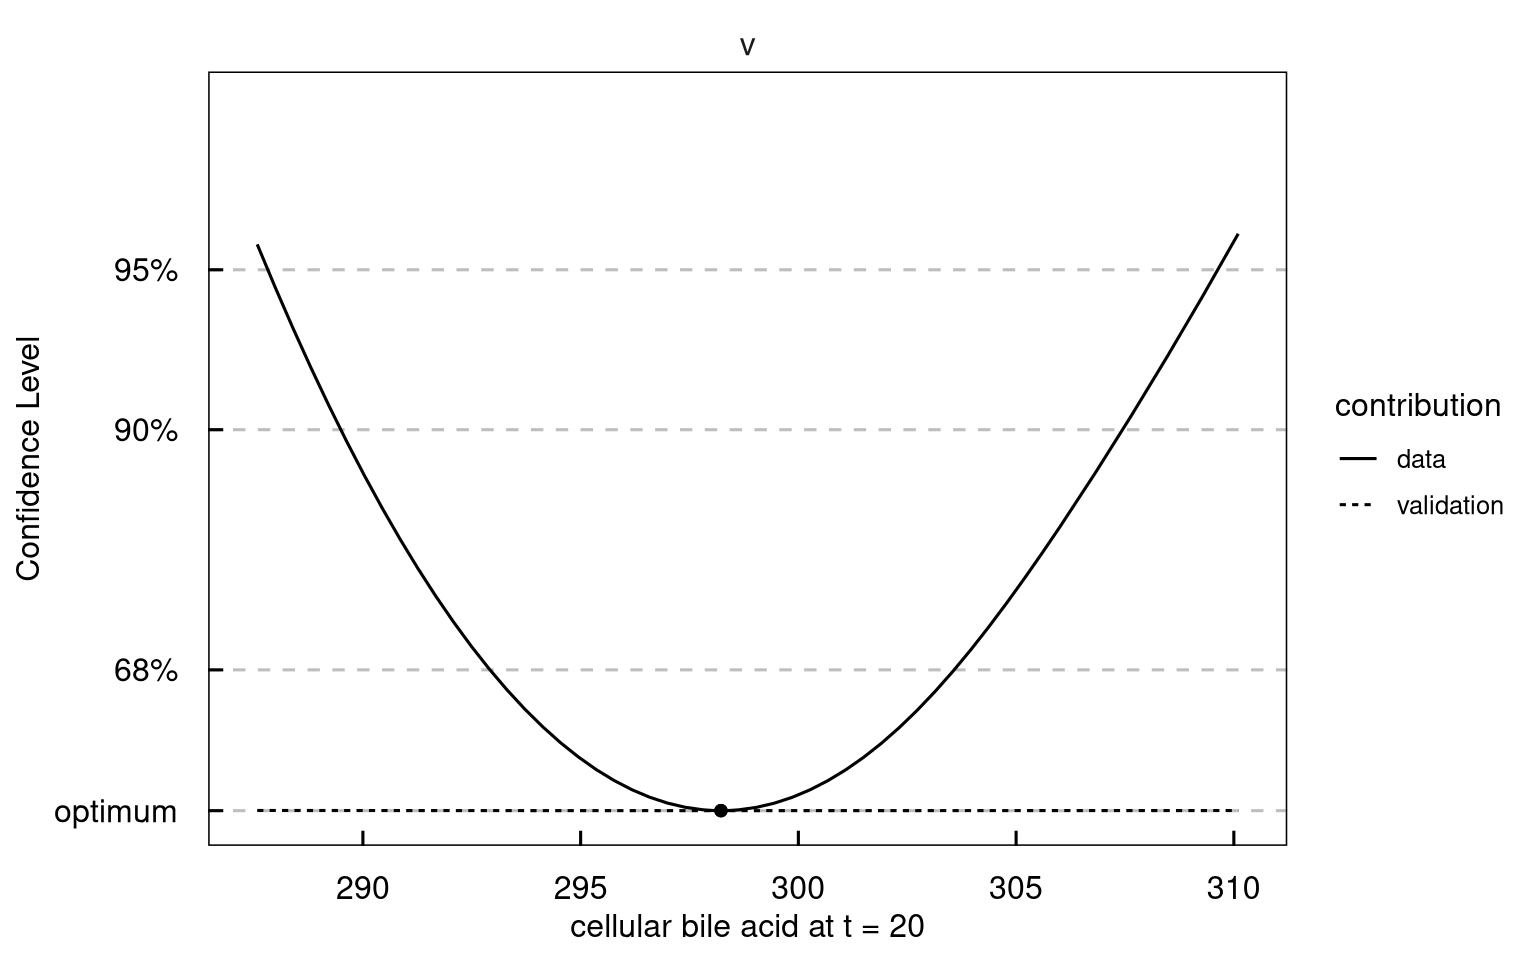 v
95%
90%
68%
optimum
Confidence Level
290 295 300 305 310
cellular bile acid at t = 20
contribution
data
validation